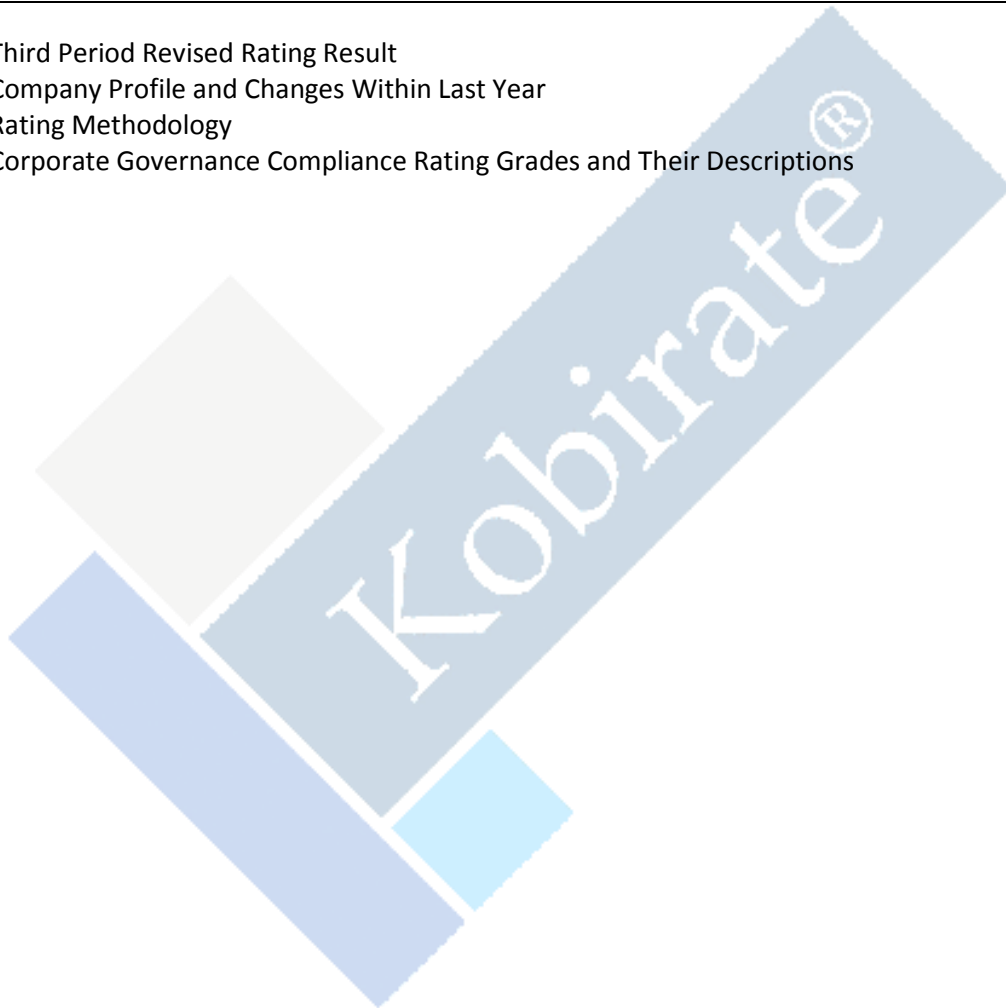 Third Period Revised Rating Result
Company Profile and Changes Within Last Year
Rating Methodology
Corporate Governance Compliance Rating Grades and Their Descriptions
Kobirate®